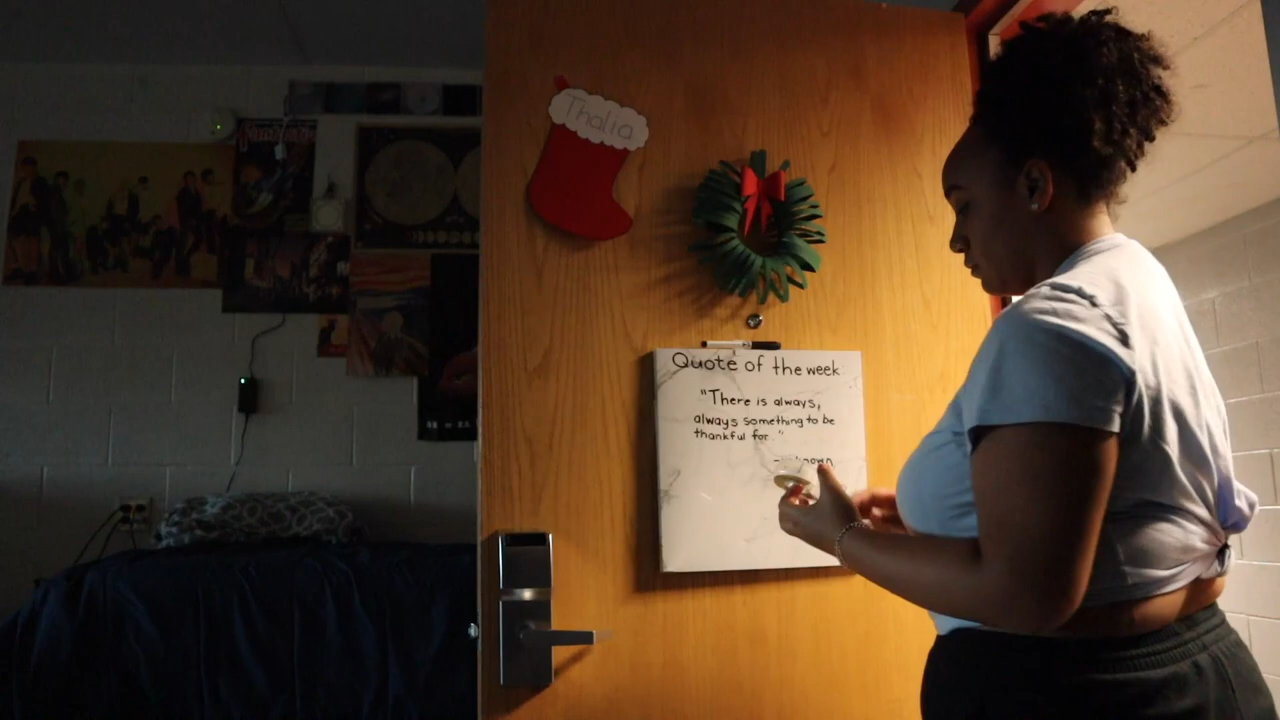 Thalia
Quote of the week:
"There is always,
always something to be
thankful for."